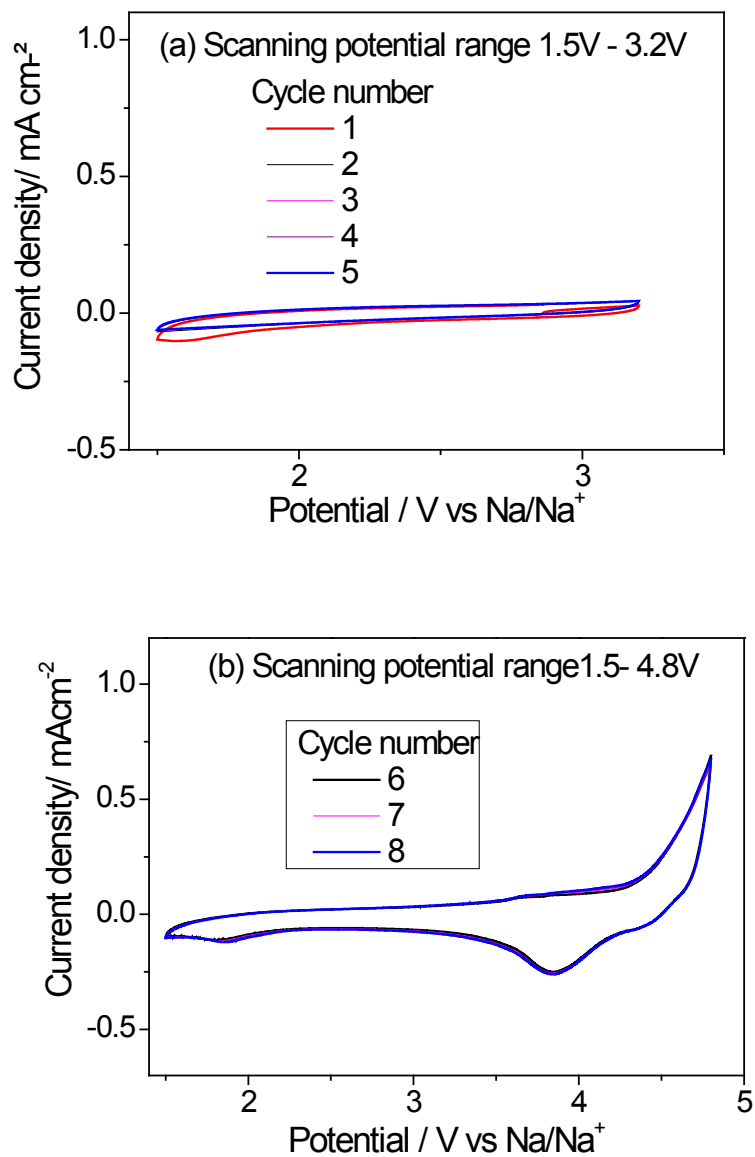 (a) Scanning potential range 1.5V - 3.2V
Cycle number
1
2
3
4
5
1.0
0.5
0.0
-0.5
Current density/ mA cm-²
2
3
Potential / V vs Na/Na⁺
(b) Scanning potential range1.5- 4.8V
Cycle number
6
7
8
1.0
0.5
0.0
-0.5
Current density/ mAcm⁻²
2
3
4
5
Potential / V vs Na/Na⁺